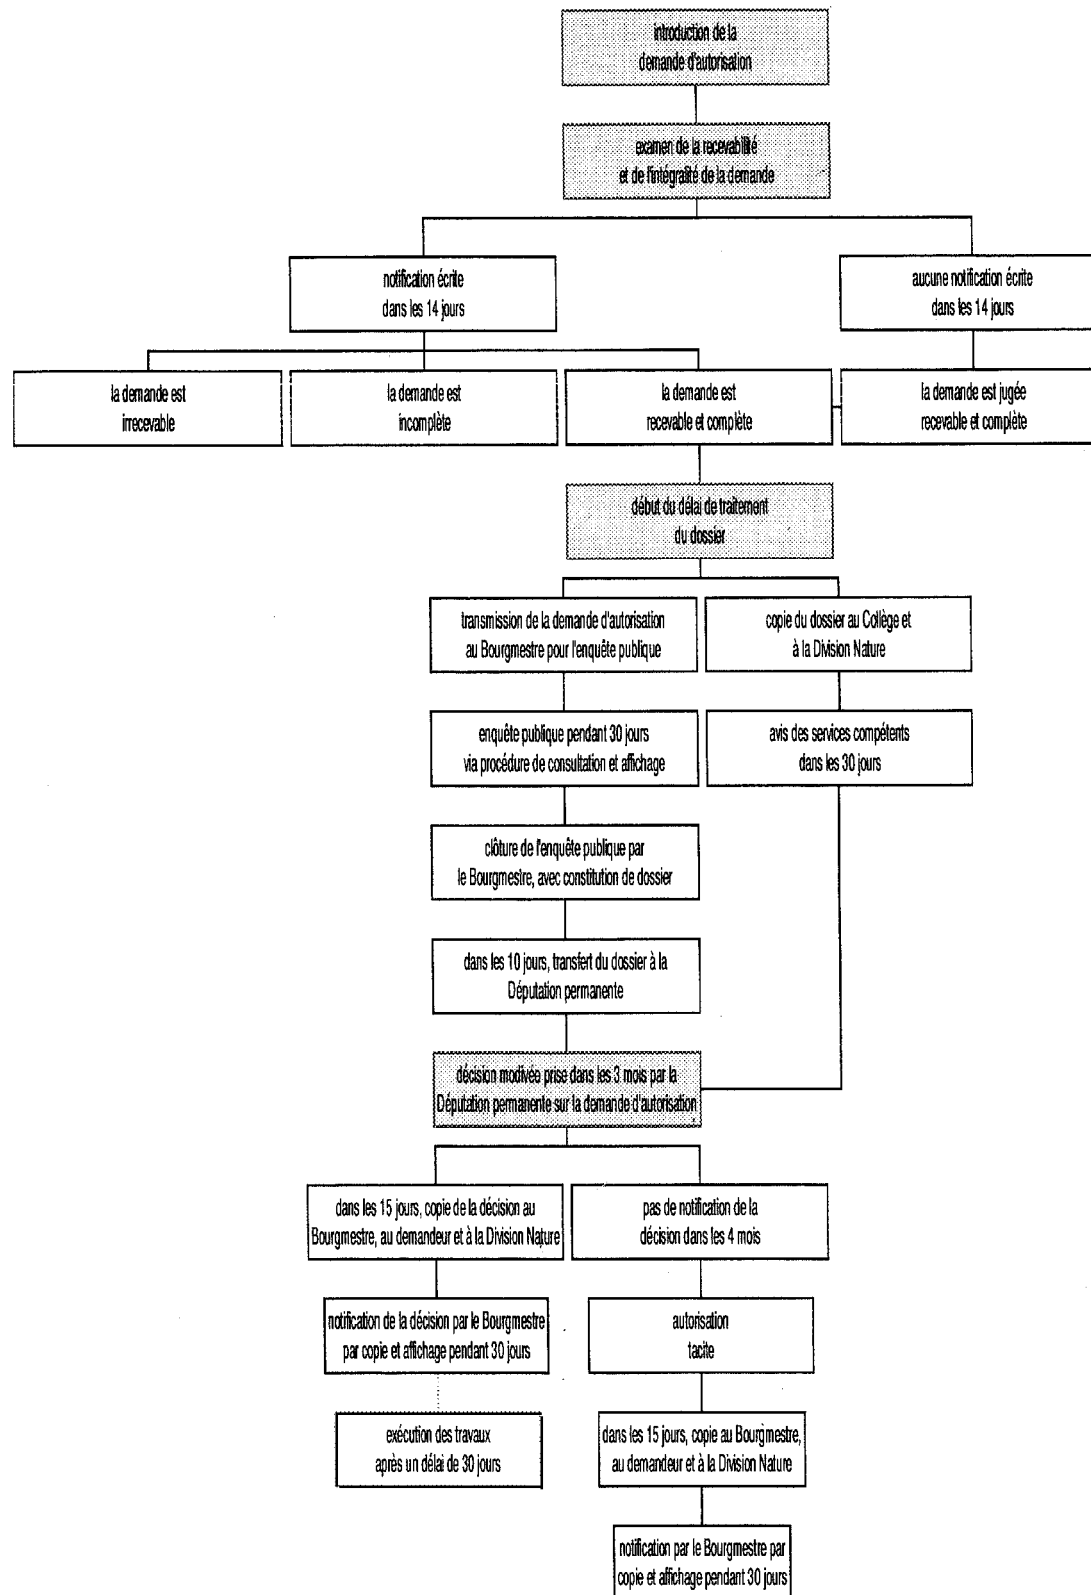 introduction de la
demande d'autorisation
examen de la recevabilité
et de l'intégralité de la demande
notification écrite
dans les 14 jours
aucune notification écrite
dans les 14 jours
la demande est
irrecevable
la demande est
incomplète
la demande est
recevable et complète
la demande est jugée
recevable et complète
début du délai de traitement
du dossier
transmission de la demande d'autorisation
au Bourgmestre pour l'enquête publique
copie du dossier au Collège et
à la Division Nature
enquête publique pendant 30 jours
via procédure de consultation et affichage
avis des services compétents
dans les 30 jours
clôture de l'enquête publique par
le Bourgmestre, avec constitution de dossier
dans les 10 jours, transfert du dossier à la
Députation permanente
décision modivée prise dans les 3 mois par la
Députation permanente sur la demande d'autorisation
dans les 15 jours, copie de la décision au
Bourgmestre, au demandeur et à la Division Nature
pas de notification de la
décision dans les 4 mois
notification de la décision par le Bourgmestre
par copie et affichage pendant 30 jours
autorisation
tacite
exécution des travaux
après un délai de 30 jours
dans les 15 jours, copie au Bourgmestre,
au demandeur et à la Division Nature
notification par le Bourgmestre par
copie et affichage pendant 30 jours